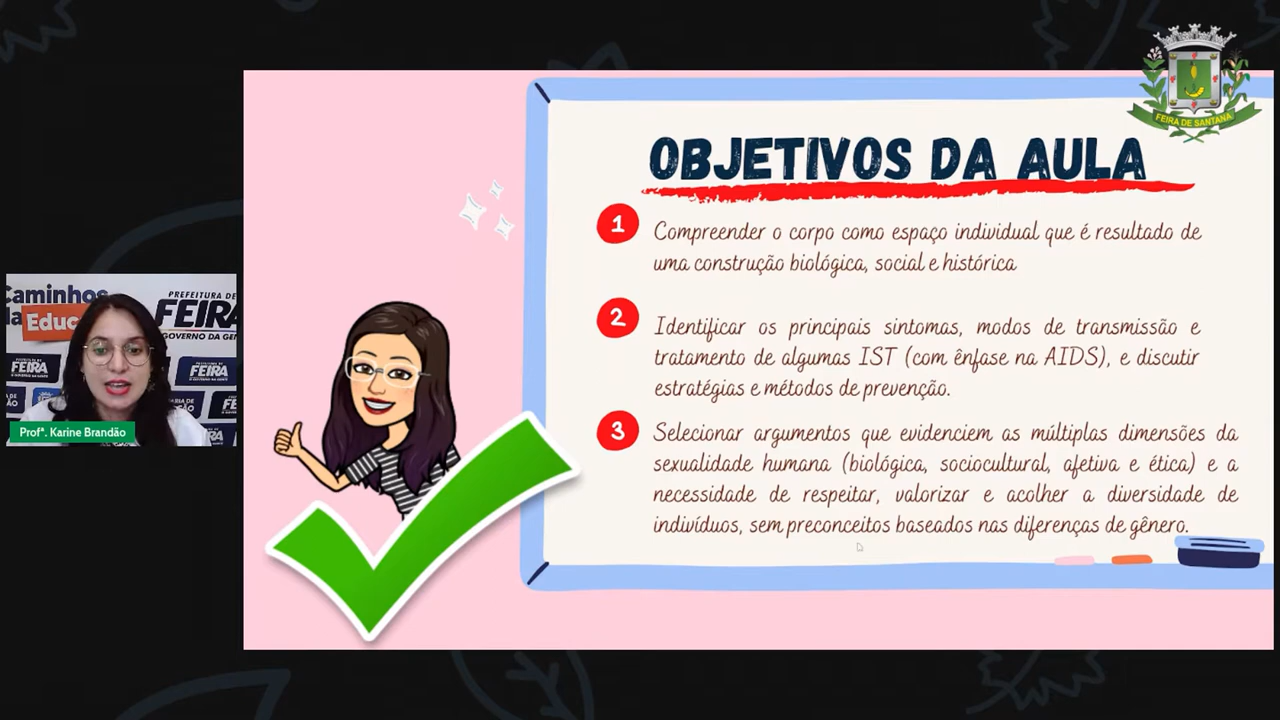 FEIRA DE SANTANA
OBJETIVOS DA AULA
1
Compreender o corpo como espaço individual que é resultado de
uma construção biológica, social e histórica
2
Identificar os principais sintomas, modos de transmissão e
tratamento de algumas IST (com ênfase na AIDS), e discutir
estratégias e métodos de prevenção.
3
Selecionar argumentos que evidenciem as múltiplas dimensões da
sexualidade humana (biológica, sociocultural, afetiva e ética) e a
necessidade de respeitar, valorizar e acolher a diversidade de
indivíduos, sem preconceitos baseados nas diferenças de gênero.
Caminhos
da
Educ
PREFEITURA DE
FEIRA
GOVERNO DA GEN
FEIRA
FEIRA
Profª. Karine Brandão